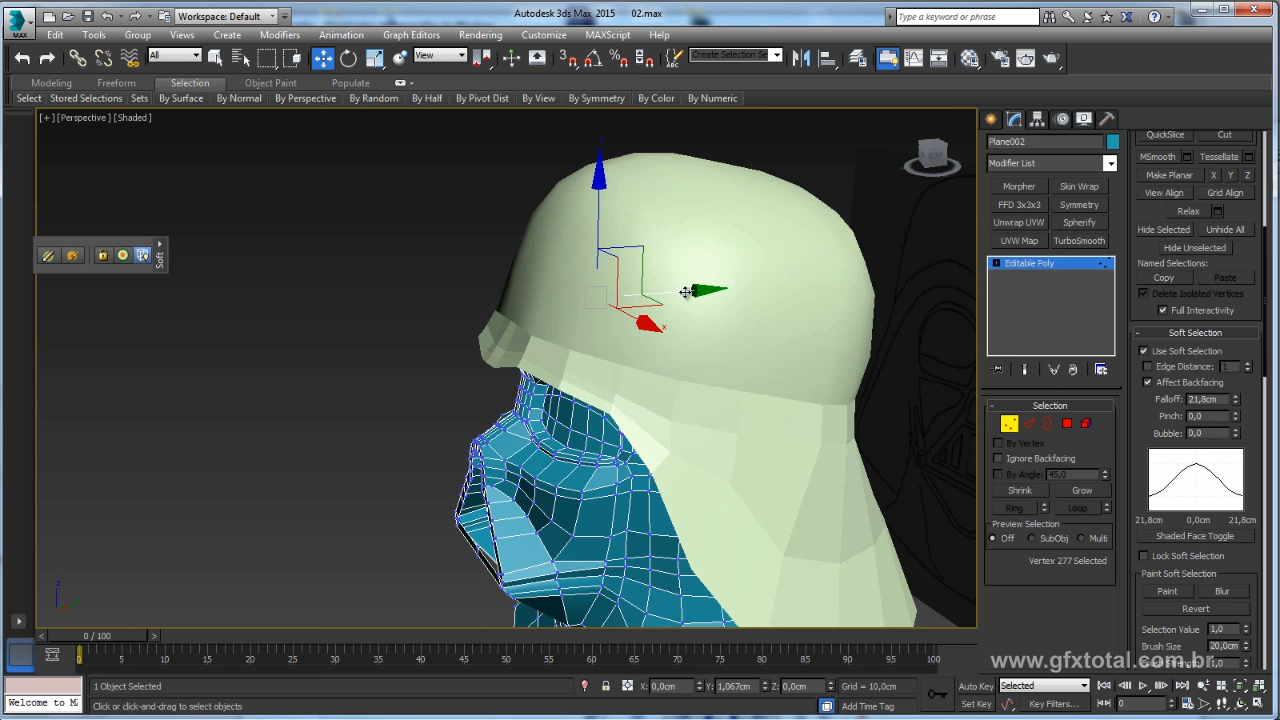 Workspace: Default
Autodesk 3ds Max 2015 02.max
Type a keyword or phrase
MAX
Edit Tools Group Views Create Modifiers Animation Graph Editors Rendering Customize MAXScript Help
All
View
Create Selection Se
Modeling Freeform Selection Object Paint Populate
Select Stored Selections Sets By Surface By Normal By Perspective By Random By Half By Pivot Dist By View By Symmetry By Color By Numeric
[+] [Perspective] [Shaded]
Soft
x
z
Plane002
Modifier List
Morpher Skin Wrap
FFD 3x3x3 Symmetry
Unwrap UVW Spherify
UVW Map TurboSmooth
Editable Poly
Selection
By Vertex
Ignore Backfacing
By Angle: 45,0
Shrink Grow
Ring Loop
Preview Selection
Off SubObj Multi
Vertex 277 Selected
QuickSlice Cut
MSmooth Tessellate
Make Planar X Y Z
View Align Grid Align
Relax
Hide Selected Unhide All
Hide Unselected
Named Selections:
Copy Paste
Delete Isolated Vertices
Full Interactivity
Soft Selection
Use Soft Selection
Edge Distance: 1
Affect Backfacing
Falloff: 21,8cm
Pinch: 0,0
Bubble: 0,0
21,8cm 0,0cm 21,8cm
Shaded Face Toggle
Lock Soft Selection
Paint Soft Selection
Paint Blur
Revert
Selection Value 1,0
Brush Size 20,0cm
1,0
0 / 100
0 5 10 15 20 25 30 35 40 45 50 55 60 65 70 75 80 85 90 95 100
www.gfxtotal.com.br
1 Object Selected
X: 0,0cm Y: 1,067cm Z: 0,0cm Grid = 10,0cm
Auto Key Selected
Welcome to M
Click or click-and-drag to select objects
Add Time Tag
Set Key Key Filters... 0